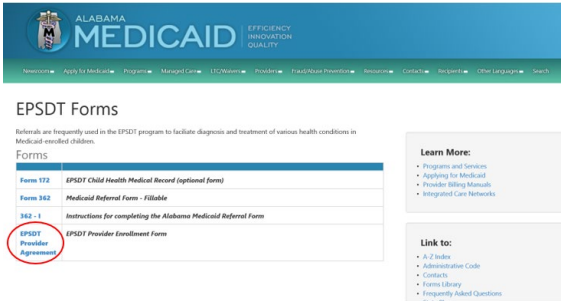 ALABAMA
MEDICAID
EFFICIENCY
INNOVATION
QUALITY
Newsroom Apply for Medicaid Programs Managed Care LTC/Waivers Providers Fraud/Abuse Prevention Resources Contacts Recipients Other Languages Search
EPSDT Forms
Referrals are frequently used in the EPSDT program to faciliate diagnosis and treatment of various health conditions in
Medicaid-enrolled children.
Forms
Form 172 EPSDT Child Health Medical Record (optional form)
Form 362 Medicaid Referral Form - Fillable
362 - I Instructions for completing the Alabama Medicaid Referral Form
EPSDT EPSDT Provider Enrollment Form
Provider
Agreement
Learn More:
• Programs and Services
• Applying for Medicaid
• Provider Billing Manuals
• Integrated Care Networks
Link to:
• A-Z Index
• Administrative Code
• Contacts
• Forms Library
• Frequently Asked Questions